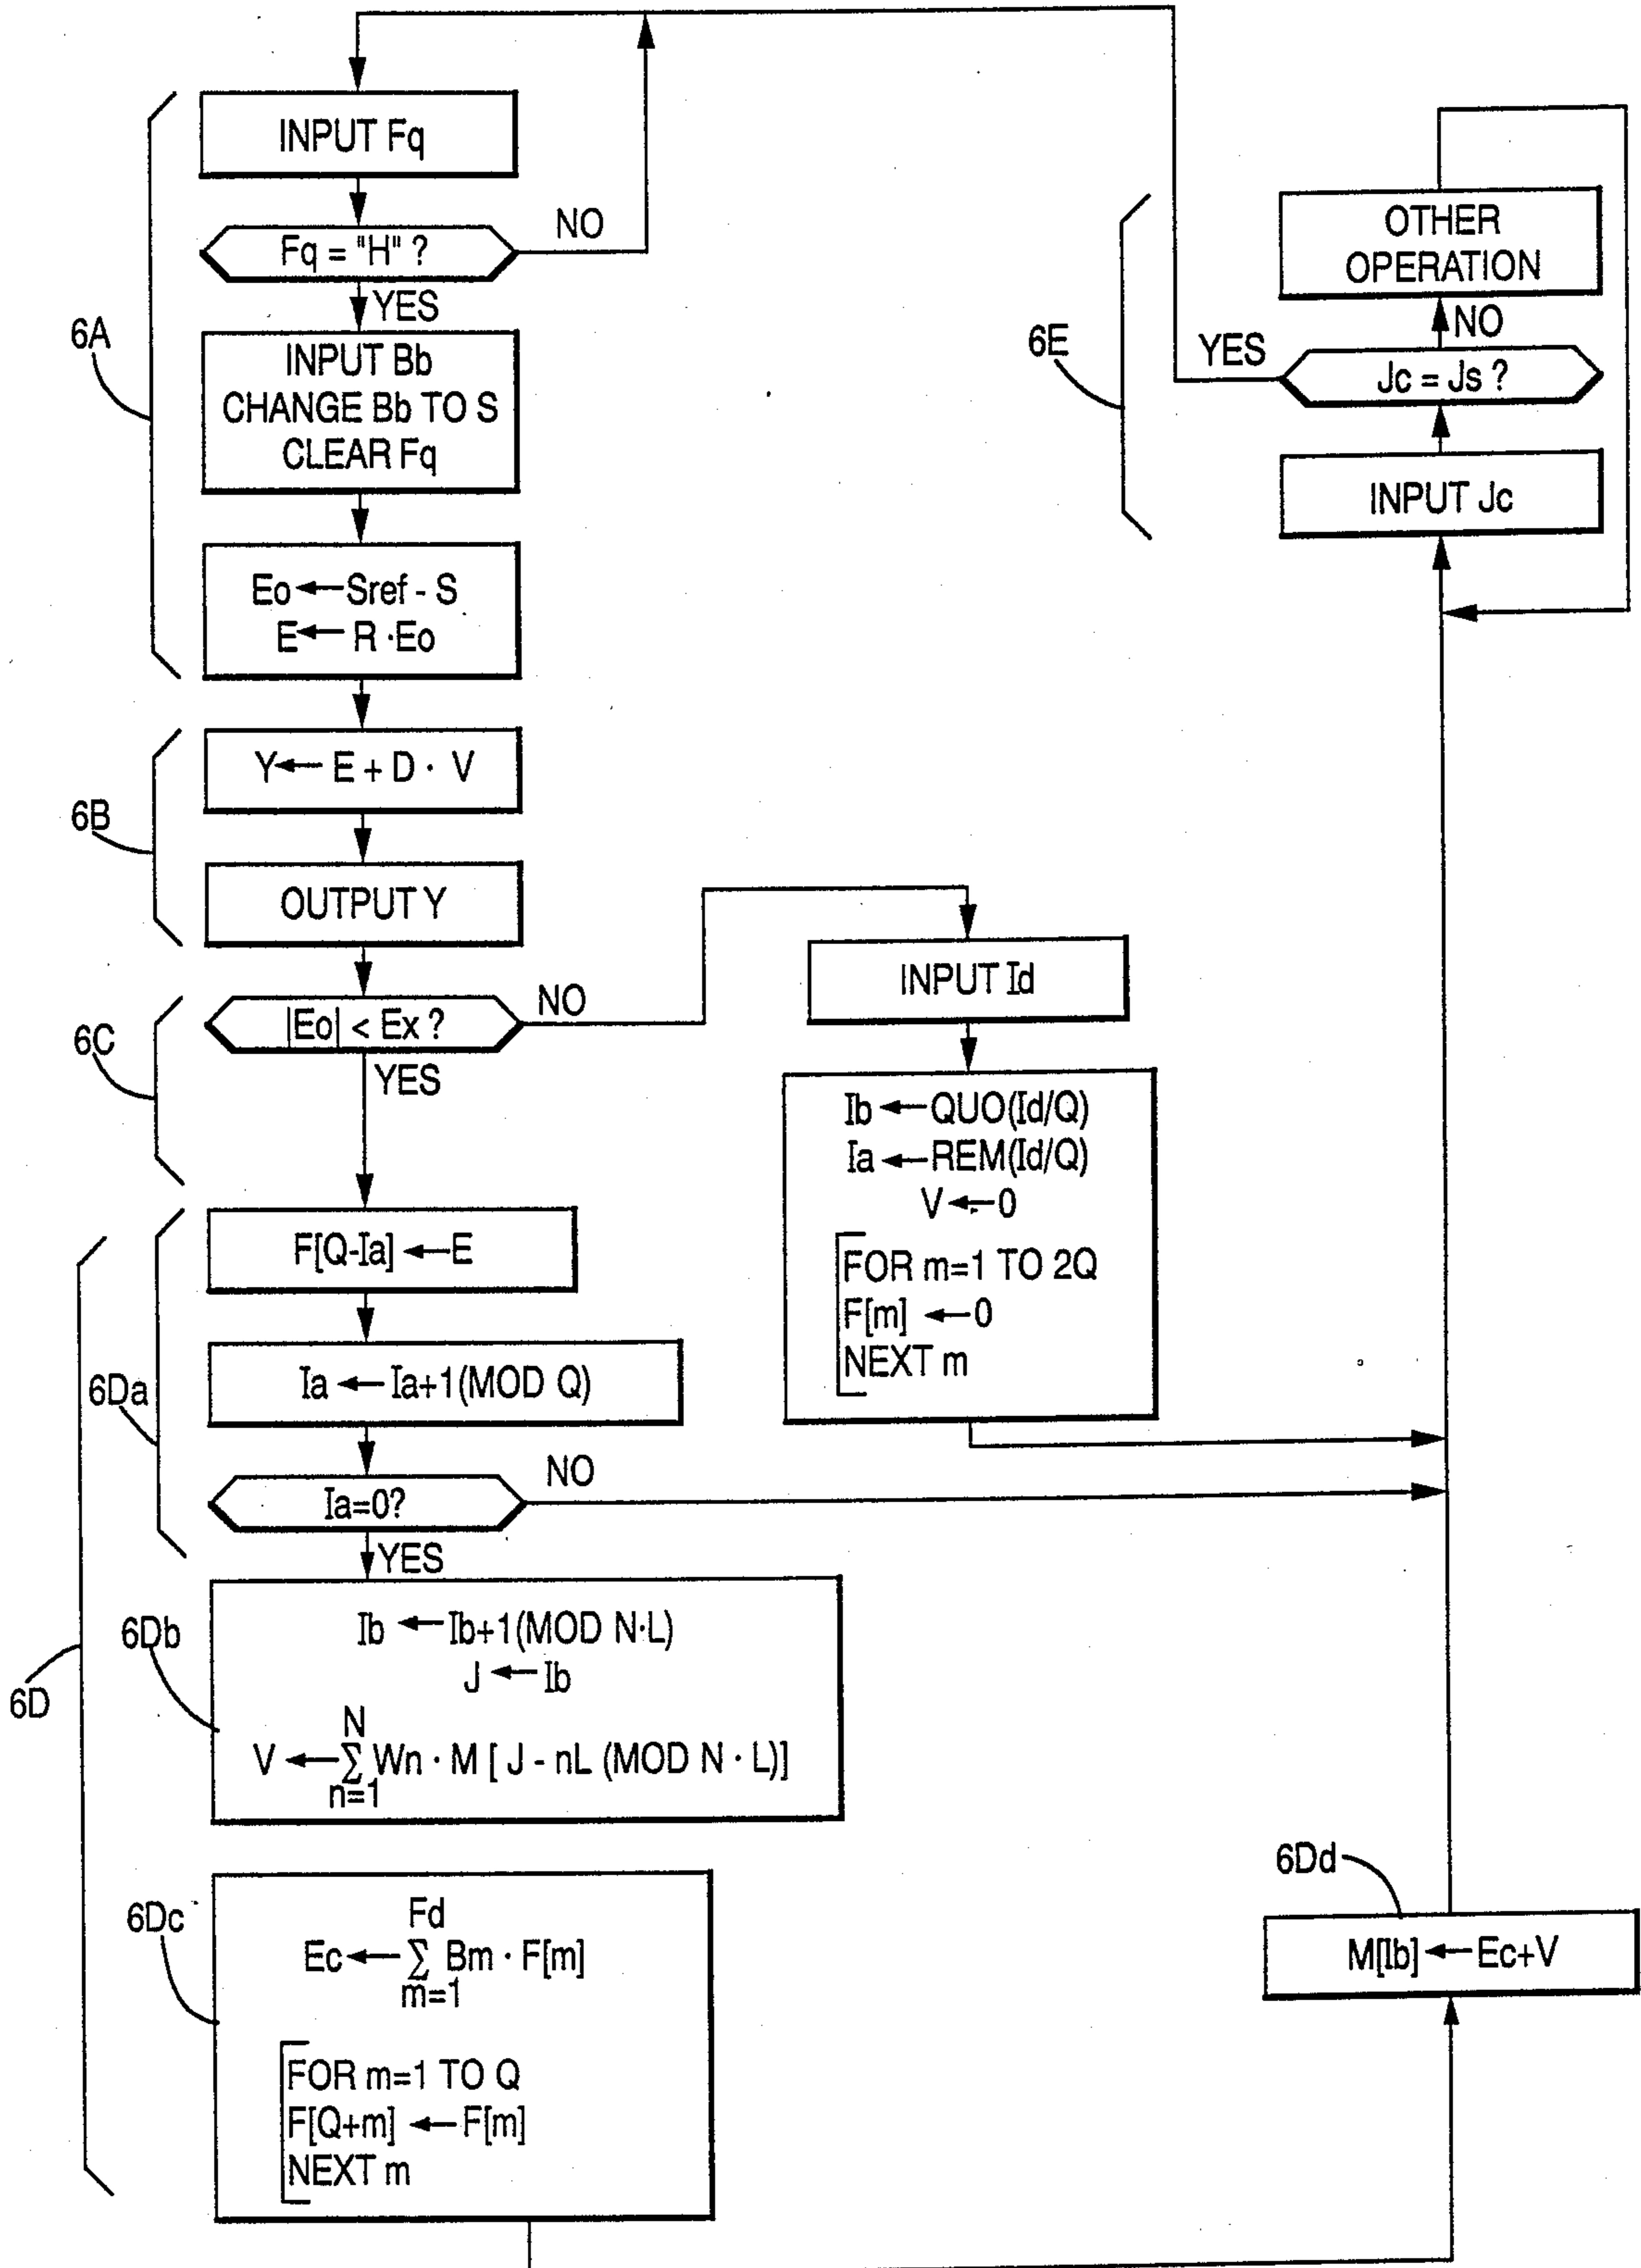 INPUT Fq
Fq = "H" ?
NO
YES
6A
INPUT Bb
CHANGE Bb TO S
CLEAR Fq
Eo ← Sref - S
E ← R · Eo
6B
Y ← E + D · V
OUTPUT Y
6C
|Eo| < Ex ?
NO
YES
INPUT Id
Ib ← QUO(Id/Q)
Ia ← REM(Id/Q)
V ← 0
FOR m=1 TO 2Q
F[m] ← 0
NEXT m
6D
6Da
F[Q-Ia] ← E
Ia ← Ia+1(MOD Q)
Ia=0?
NO
YES
6Db
Ib ← Ib+1(MOD N·L)
J ← Ib
N
V ← Σ Wn · M [ J - nL (MOD N · L)]
n=1
6Dc
Fd
Ec ← Σ Bm · F[m]
m=1
FOR m=1 TO Q
F[Q+m] ← F[m]
NEXT m
6Dd
M[Ib] ← Ec+V
6E
OTHER
OPERATION
NO
YES
Jc = Js ?
INPUT Jc